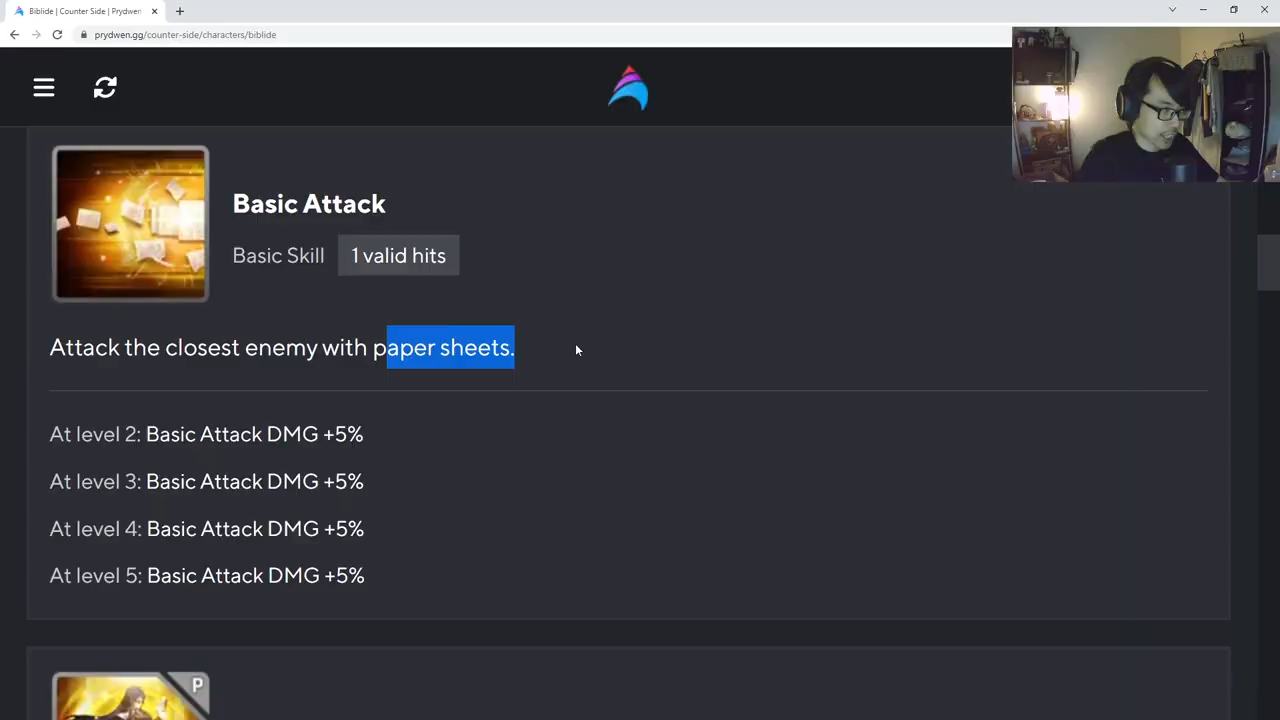 Biblide | Counter Side | Prydwen
prydwen.gg/counter-side/characters/biblide
Basic Attack
Basic Skill
1 valid hits
Attack the closest enemy with paper sheets.
At level 2: Basic Attack DMG +5%
At level 3: Basic Attack DMG +5%
At level 4: Basic Attack DMG +5%
At level 5: Basic Attack DMG +5%
P